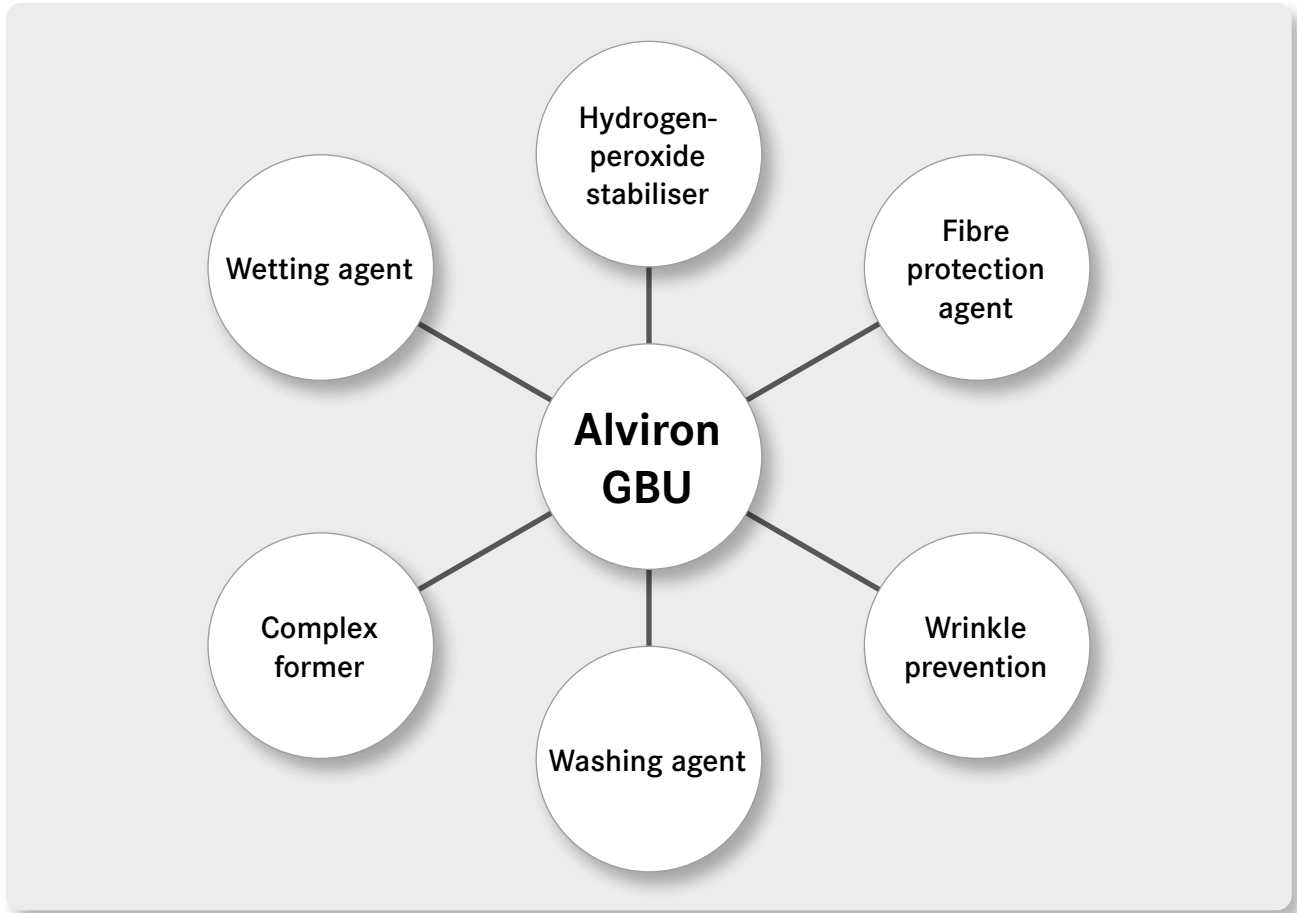 Hydrogen-
peroxide
stabiliser
Wetting agent
Fibre
protection
agent
Alviron
GBU
Complex
former
Wrinkle
prevention
Washing agent